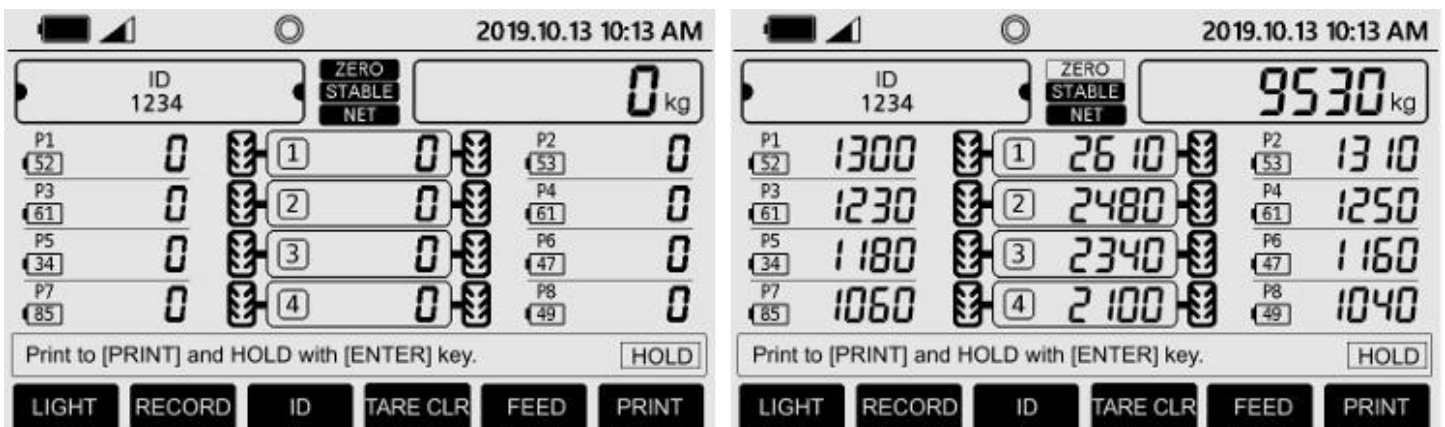 2019.10.13 10:13 AM
ID
1234
ZERO
STABLE
NET
0 kg
P1
52
0
1
0
P2
53
0
P3
61
0
2
0
P4
61
0
P5
34
0
3
0
P6
47
0
P7
85
0
4
0
P8
49
0
Print to [PRINT] and HOLD with [ENTER] key.
HOLD
LIGHT RECORD ID TARE CLR FEED PRINT
2019.10.13 10:13 AM
ID
1234
ZERO
STABLE
NET
9530 kg
P1
52
1300
1
2610
P2
53
1310
P3
61
1230
2
2480
P4
61
1250
P5
34
1180
3
2340
P6
47
1160
P7
85
1060
4
2100
P8
49
1040
Print to [PRINT] and HOLD with [ENTER] key.
HOLD
LIGHT RECORD ID TARE CLR FEED PRINT